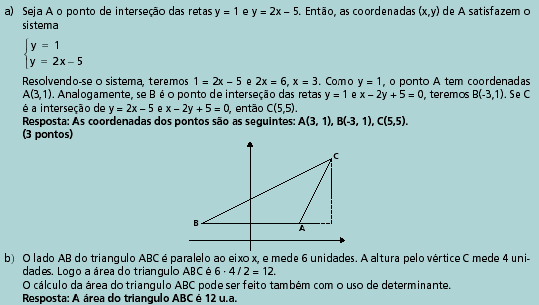 a) Seja A o ponto de interseção das retas y = 1 e y = 2x – 5. Então, as coordenadas (x,y) de A satisfazem o
sistema
y = 1
y = 2x – 5
Resolvendo-se o sistema, teremos 1 = 2x – 5 e 2x = 6, x = 3. Como y = 1, o ponto A tem coordenadas
A(3,1). Analogamente, se B é o ponto de interseção das retas y = 1 e x – 2y + 5 = 0, teremos B(-3,1). Se C
é a interseção de y = 2x – 5 e x – 2y + 5 = 0, então C(5,5).
Resposta: As coordenadas dos pontos são as seguintes: A(3, 1), B(-3, 1), C(5,5).
(3 pontos)
C
B
A
b) O lado AB do triangulo ABC é paralelo ao eixo x, e mede 6 unidades. A altura pelo vértice C mede 4 uni-
dades. Logo a área do triangulo ABC é 6 · 4 / 2 = 12.
O cálculo da área do triangulo ABC pode ser feito também com o uso de determinante.
Resposta: A área do triangulo ABC é 12 u.a.